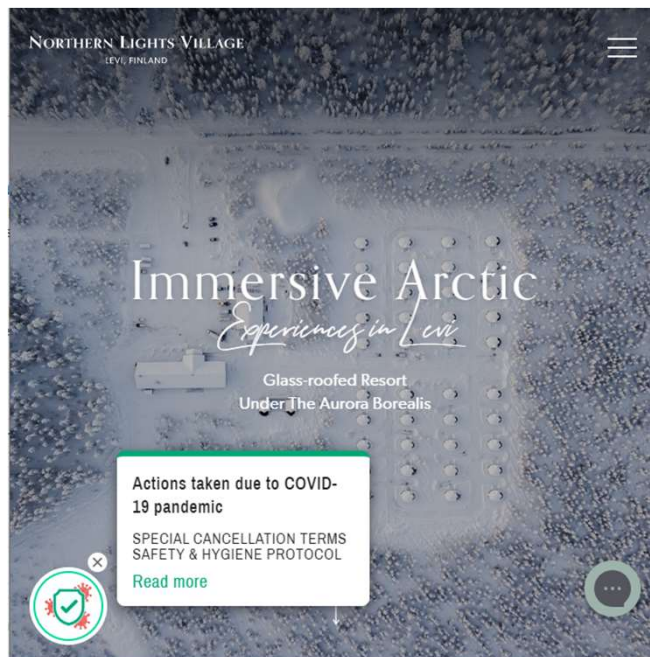 NORTHERN LIGHTS VILLAGE
LEVI, FINLAND
Immersive Arctic
Experiences in Levi
Glass-roofed Resort
Under The Aurora Borealis
Actions taken due to COVID-
19 pandemic
SPECIAL CANCELLATION TERMS
SAFETY & HYGIENE PROTOCOL
Read more